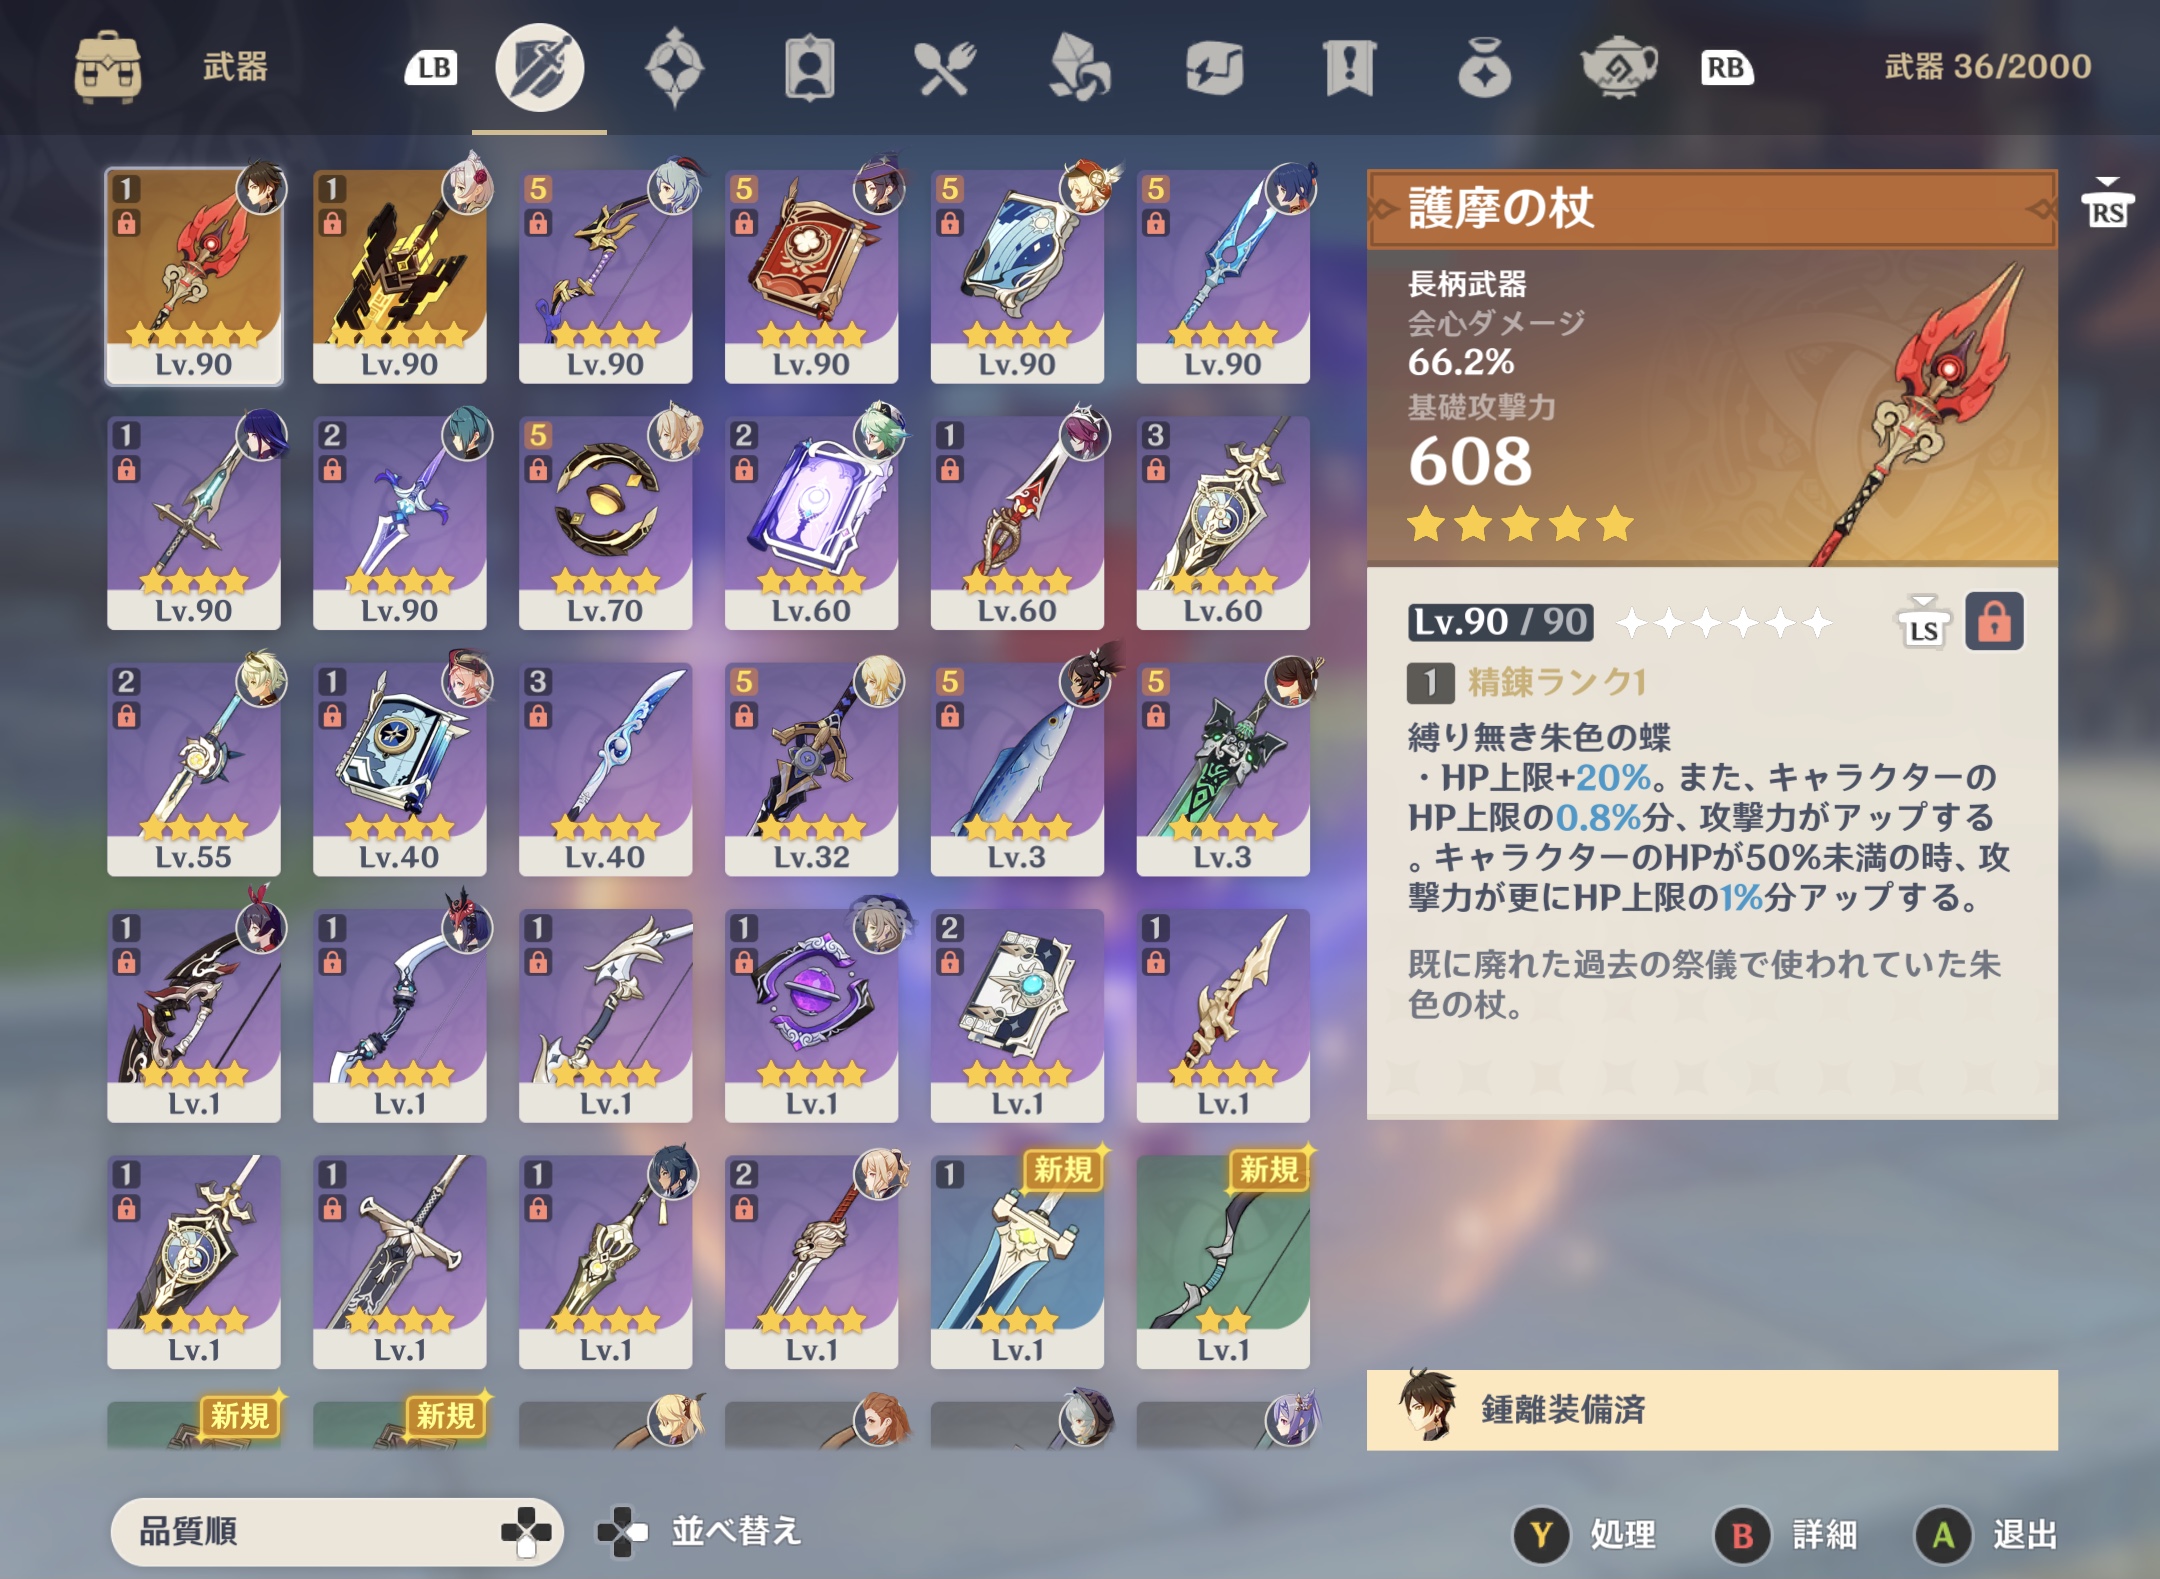 武器
LB
RB
武器 36/2000
1
Lv.90
1
Lv.90
5
Lv.90
5
Lv.90
5
Lv.90
5
Lv.90
1
Lv.90
2
Lv.90
5
Lv.70
2
Lv.60
1
Lv.60
3
Lv.60
2
Lv.55
1
Lv.40
3
Lv.40
5
Lv.32
5
Lv.3
5
Lv.3
1
Lv.1
1
Lv.1
1
Lv.1
1
Lv.1
2
Lv.1
1
Lv.1
1
Lv.1
1
Lv.1
1
Lv.1
2
Lv.1
1
新規
Lv.1
新規
Lv.1
新規
新規
護摩の杖
RS
長柄武器
会心ダメージ
66.2%
基礎攻撃力
608
Lv.90 / 90
LS
1 精錬ランク1
縛り無き朱色の蝶
・HP上限+20%。また、キャラクターの
HP上限の0.8%分、攻撃力がアップする
。キャラクターのHPが50%未満の時、攻
撃力が更にHP上限の1%分アップする。
既に廃れた過去の祭儀で使われていた朱
色の杖。
鍾離装備済
品質順
並べ替え
Y 処理
B 詳細
A 退出